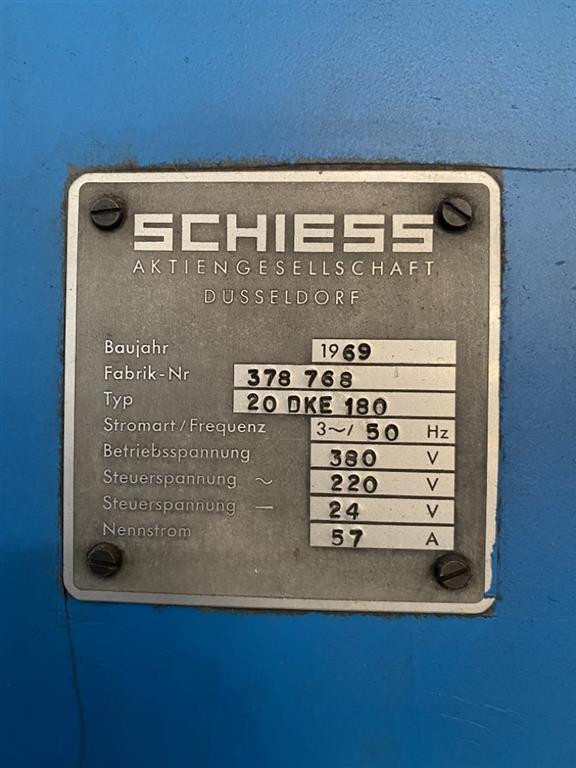 SCHIESS
AKTIENGESELLSCHAFT
DÜSSELDORF
Baujahr 1969
Fabrik-Nr 378 768
Typ 20 DKE 180
Stromart/Frequenz 3~/ 50 Hz
Betriebsspannung 380 V
Steuerspannung ~ 220 V
Steuerspannung — 24 V
Nennstrom 57 A